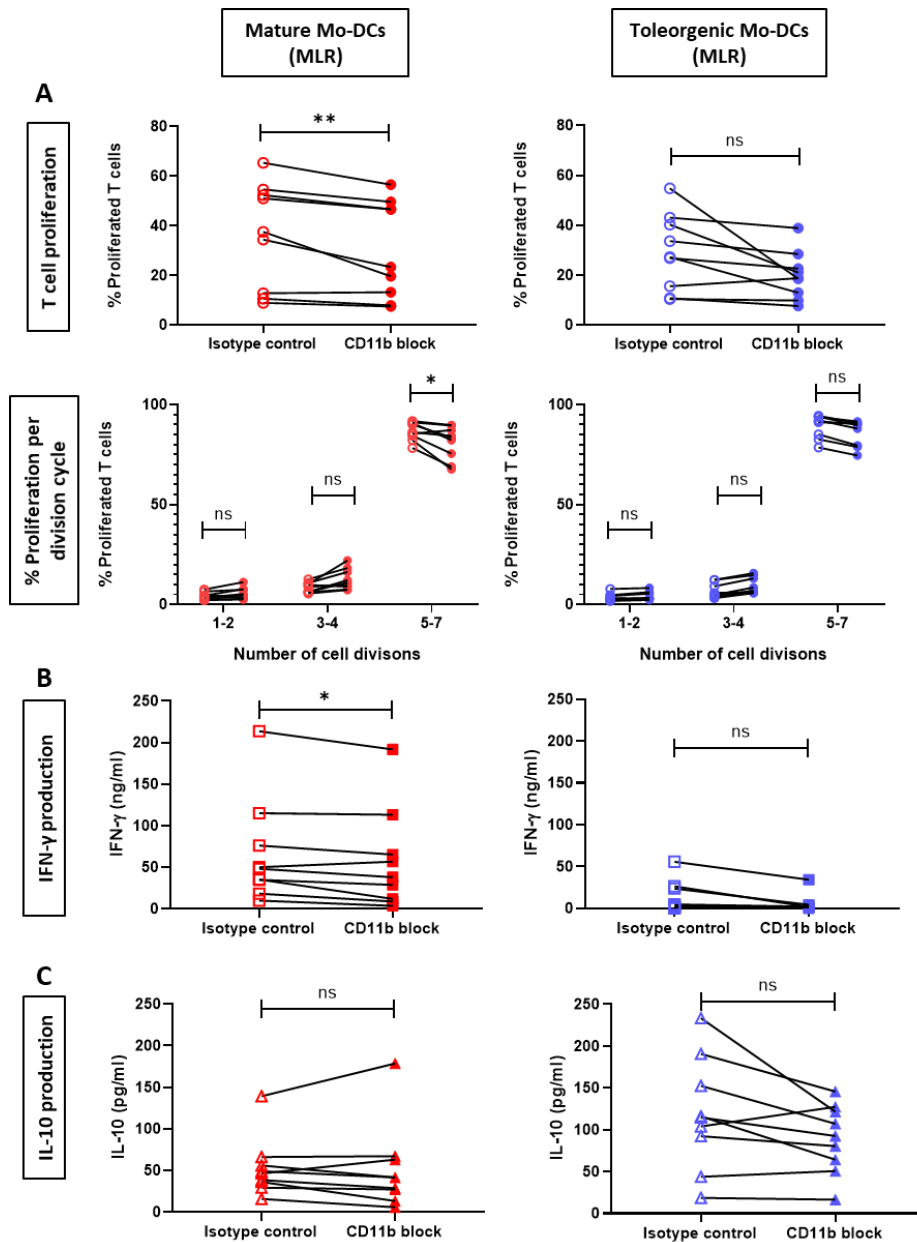 Mature Mo-DCs
(MLR)
Toleorgenic Mo-DCs
(MLR)
A
T cell proliferation
% Proliferated T cells
80
60
40
20
0
**
Isotype control
CD11b block
% Proliferated T cells
80
60
40
20
0
ns
Isotype control
CD11b block
% Proliferation per
division cycle
% Proliferated T cells
100
50
0
ns
ns
*
1-2
3-4
5-7
Number of cell divisons
% Proliferated T cells
100
50
0
ns
ns
ns
1-2
3-4
5-7
Number of cell divisons
B
IFN-γ production
IFN-γ (ng/ml)
250
200
150
100
50
0
*
Isotype control
CD11b block
IFN-γ (ng/ml)
250
200
150
100
50
0
ns
Isotype control
CD11b block
C
IL-10 production
IL-10 (pg/ml)
250
200
150
100
50
0
ns
Isotype control
CD11b block
IL-10 (pg/ml)
250
200
150
100
50
0
ns
Isotype control
CD11b block